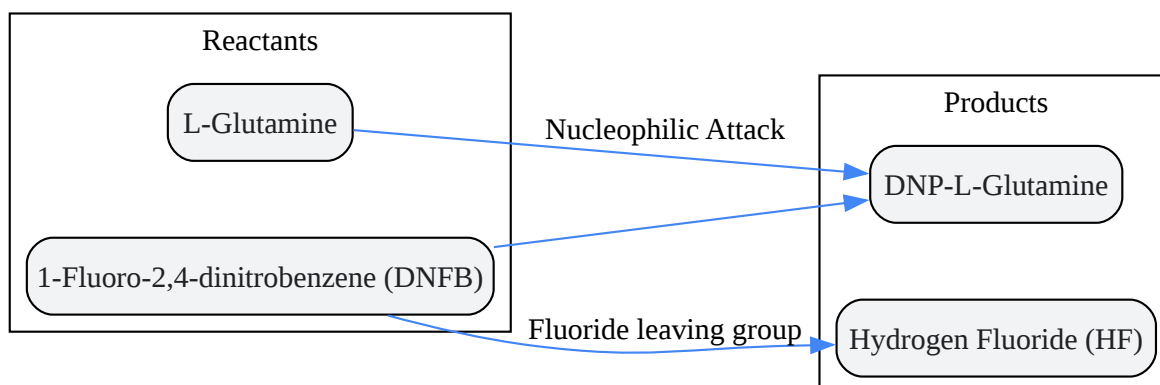 Reactants
L-Glutamine
1-Fluoro-2,4-dinitrobenzene (DNFB)
Nucleophilic Attack
Fluoride leaving group
Products
DNP-L-Glutamine
Hydrogen Fluoride (HF)